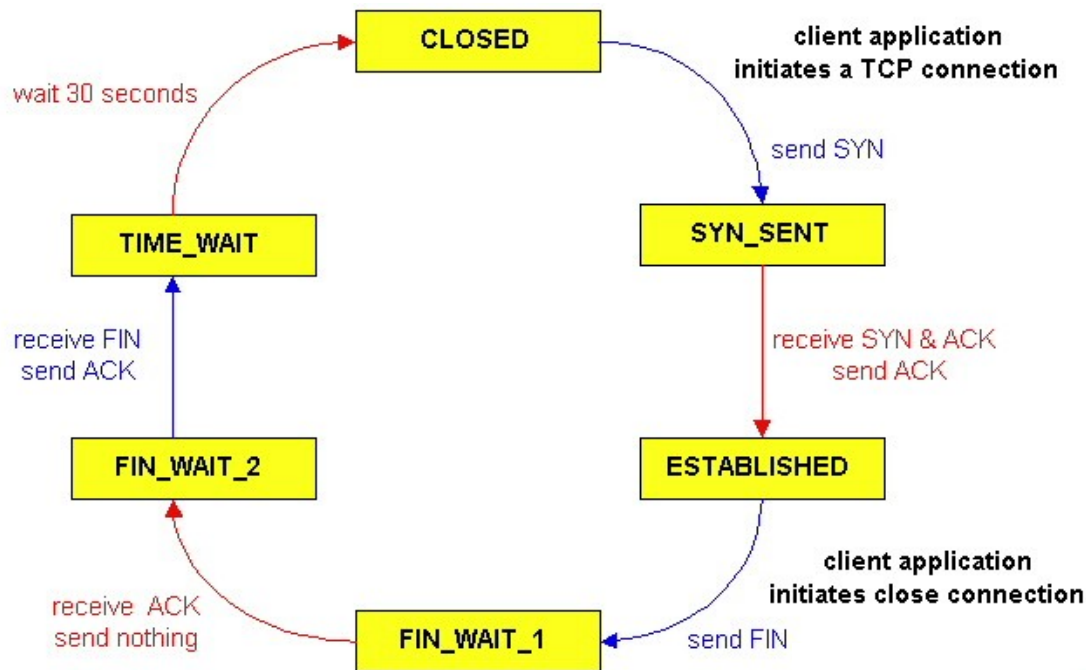 CLOSED
client application
initiates a TCP connection
wait 30 seconds
send SYN
TIME_WAIT
SYN_SENT
receive FIN
send ACK
receive SYN & ACK
send ACK
FIN_WAIT_2
ESTABLISHED
client application
initiates close connection
receive ACK
send nothing
FIN_WAIT_1
send FIN